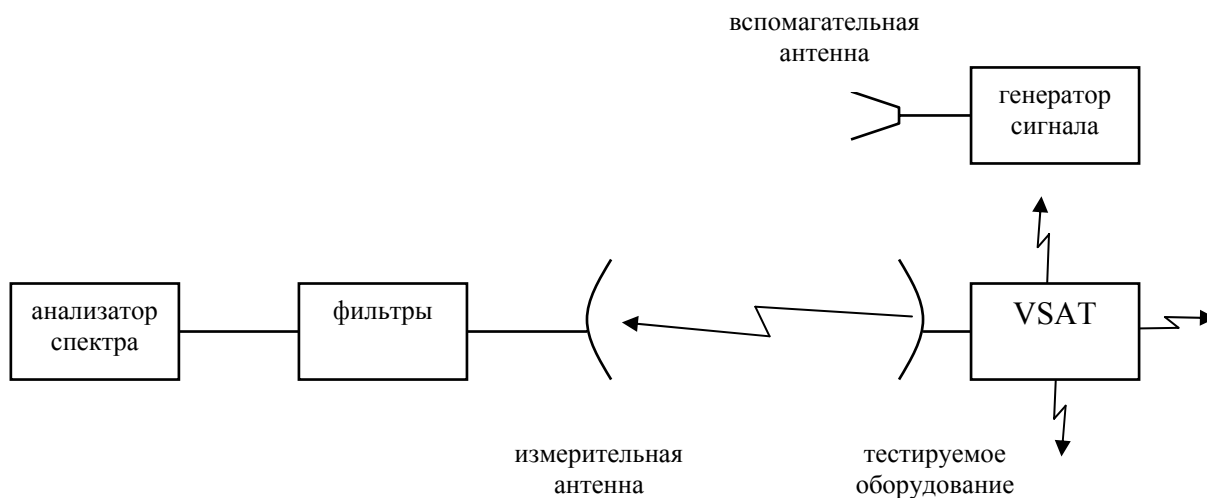 вспомагательная
антенна
генератор
сигнала
анализатор
спектра
фильтры
VSAT
измерительная
антенна
тестируемое
оборудование